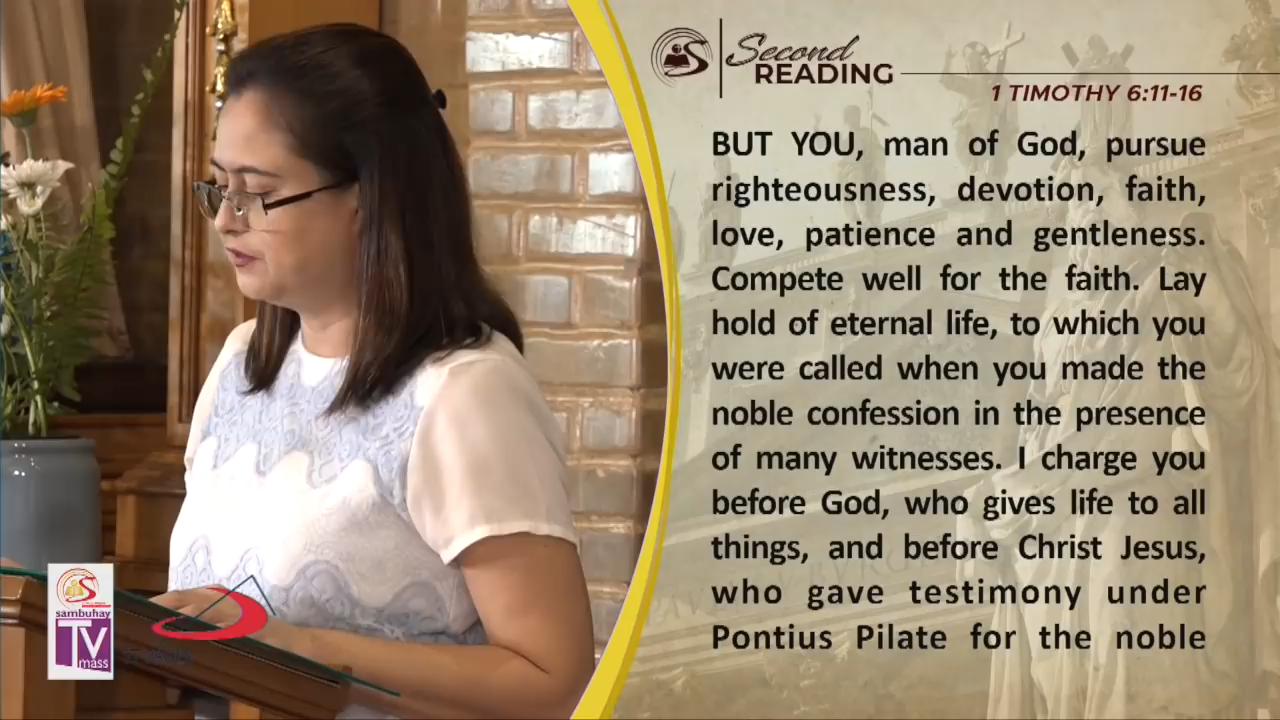 Second
READING
1 TIMOTHY 6:11-16
BUT YOU, man of God, pursue
righteousness, devotion, faith,
love, patience and gentleness.
Compete well for the faith. Lay
hold of eternal life, to which you
were called when you made the
noble confession in the presence
of many witnesses. I charge you
before God, who gives life to all
things, and before Christ Jesus,
who gave testimony under
Pontius Pilate for the noble
sambuhay
TV
mass